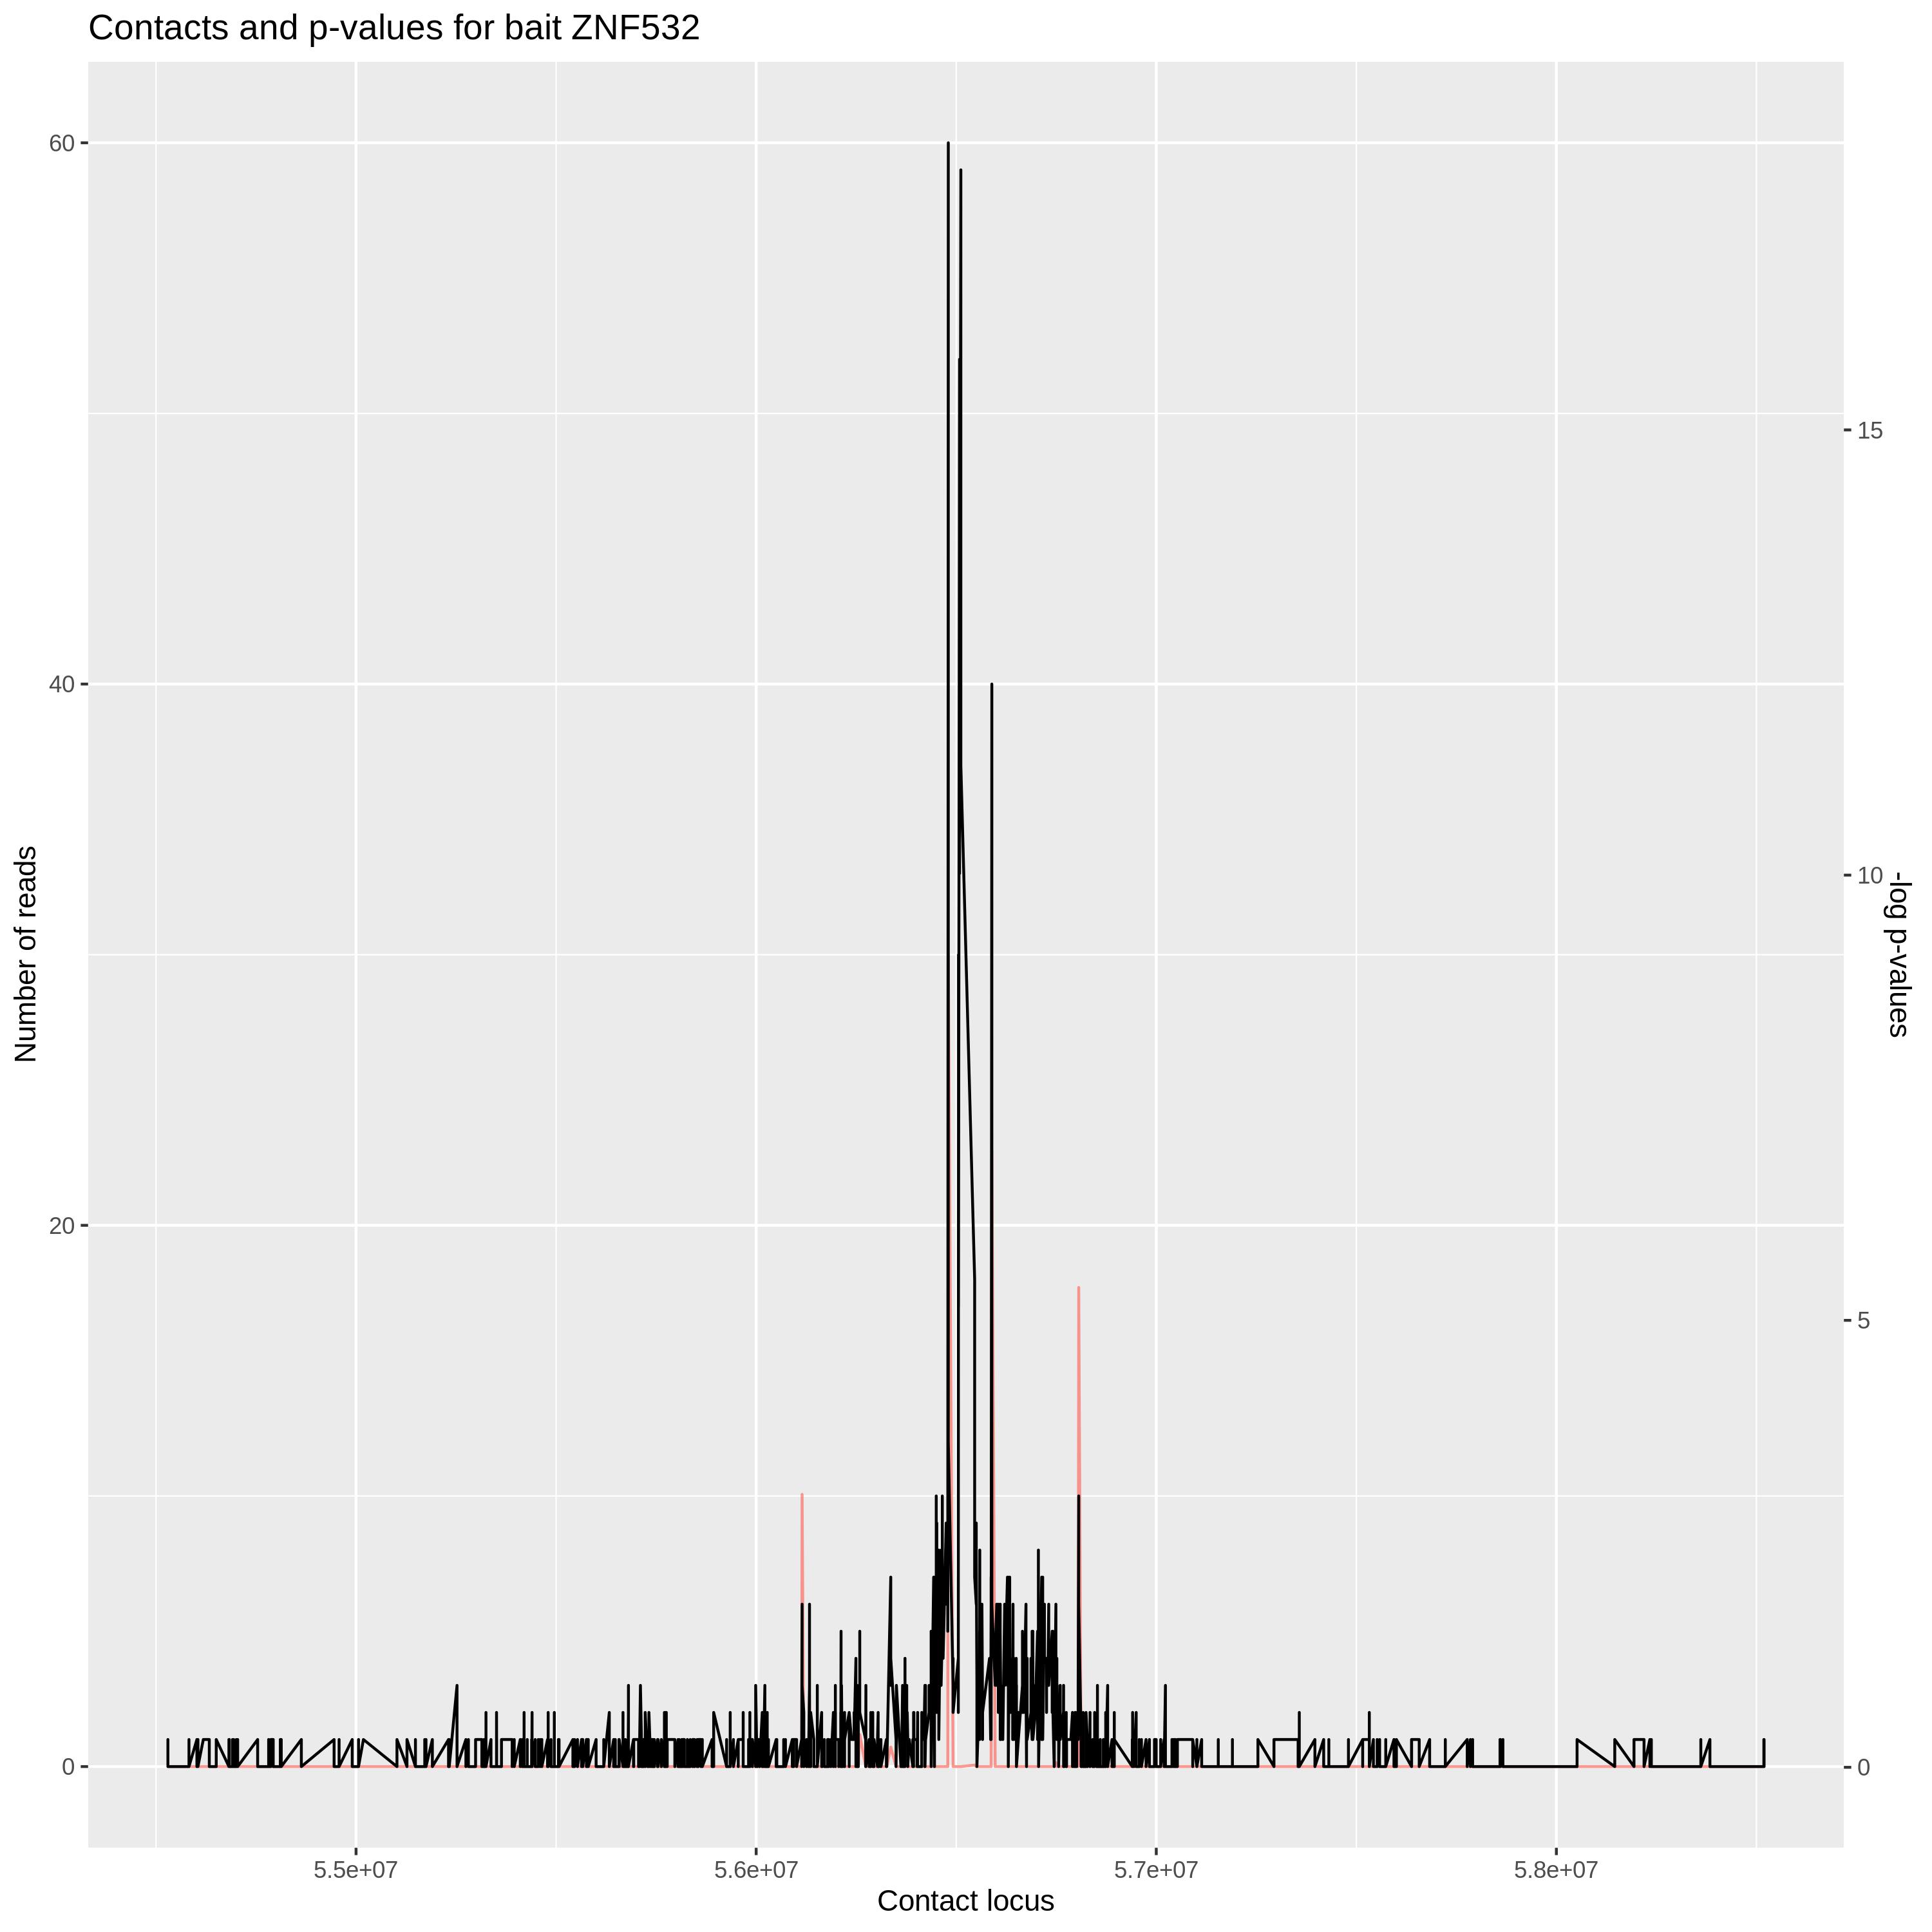 Contacts and p-values for bait ZNF532
60
40
20
0
Number of reads
15
10
5
0
-log p-values
5.5e+07 5.6e+07 5.7e+07 5.8e+07
Contact locus